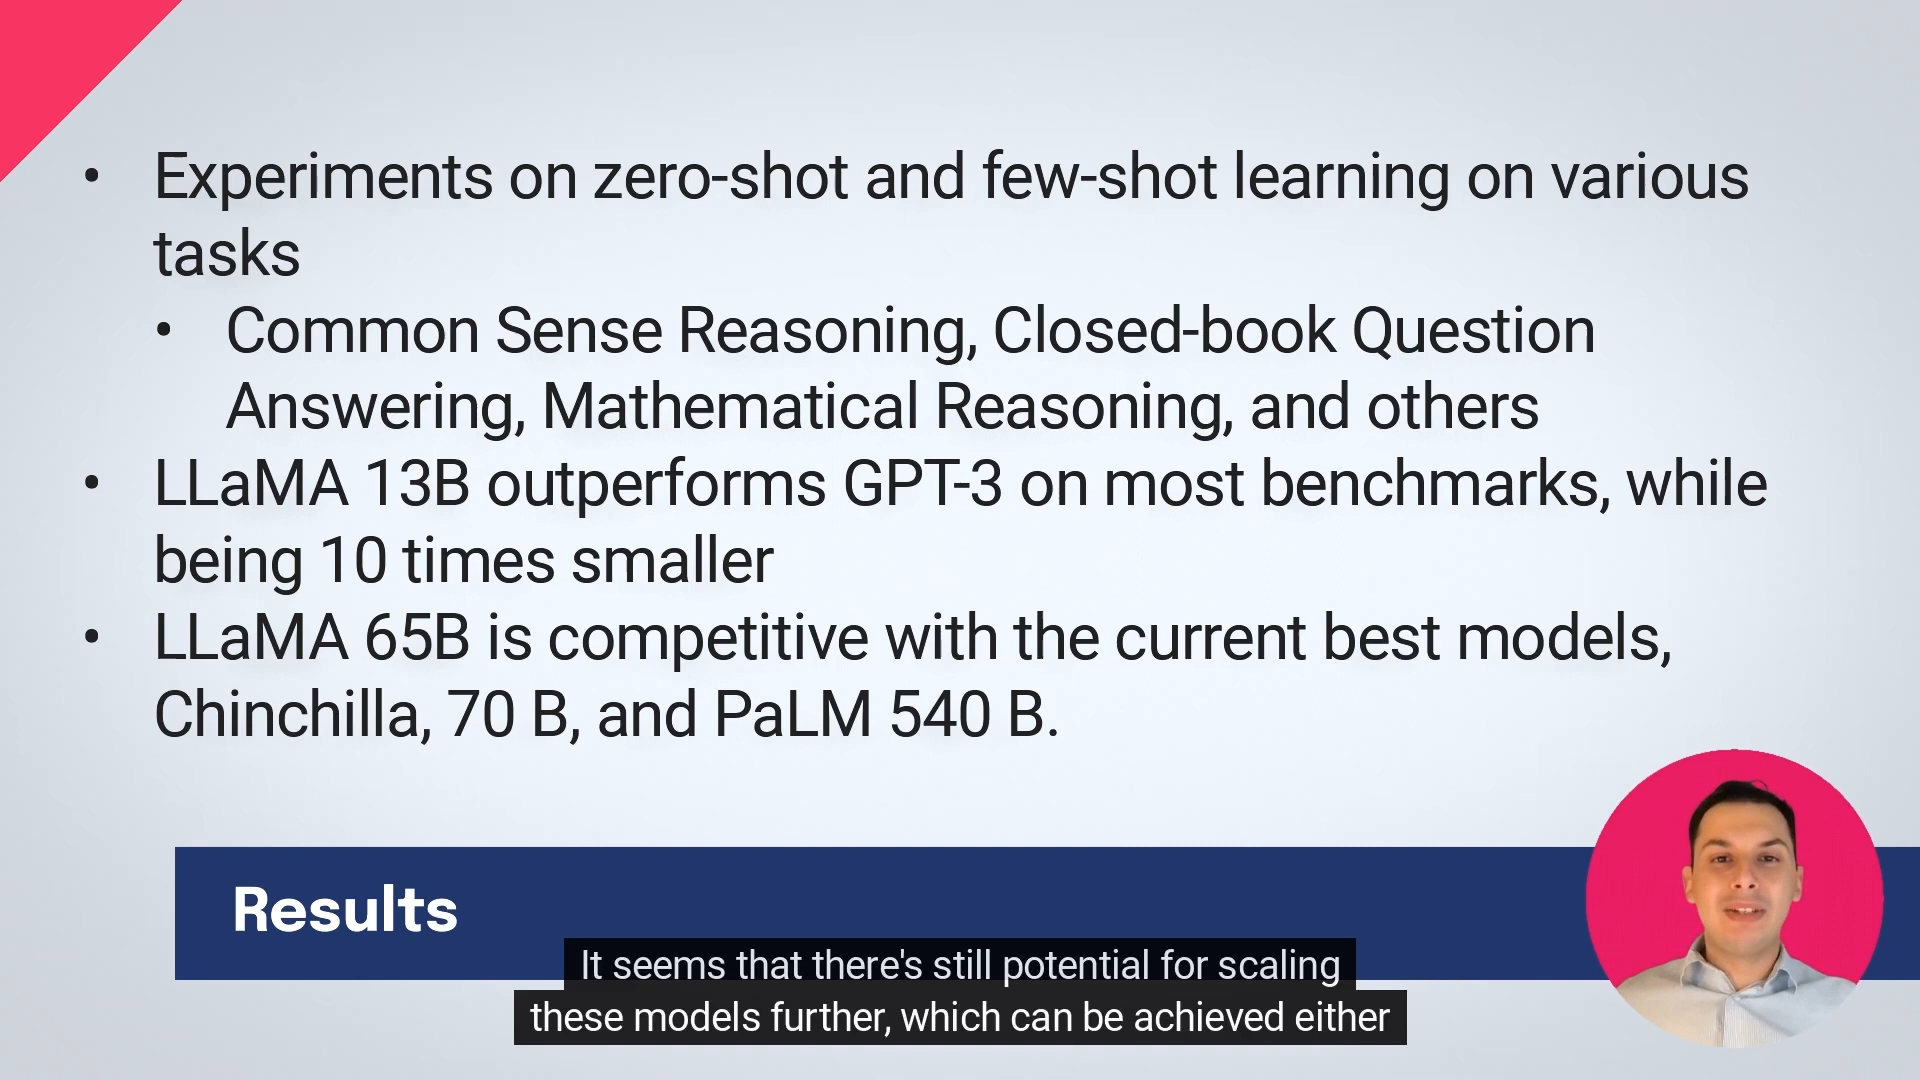 • Experiments on zero-shot and few-shot learning on various
tasks
• Common Sense Reasoning, Closed-book Question
Answering, Mathematical Reasoning, and others
• LLaMA 13B outperforms GPT-3 on most benchmarks, while
being 10 times smaller
• LLaMA 65B is competitive with the current best models,
Chinchilla, 70 B, and PaLM 540 B.
Results
It seems that there's still potential for scaling
these models further, which can be achieved either